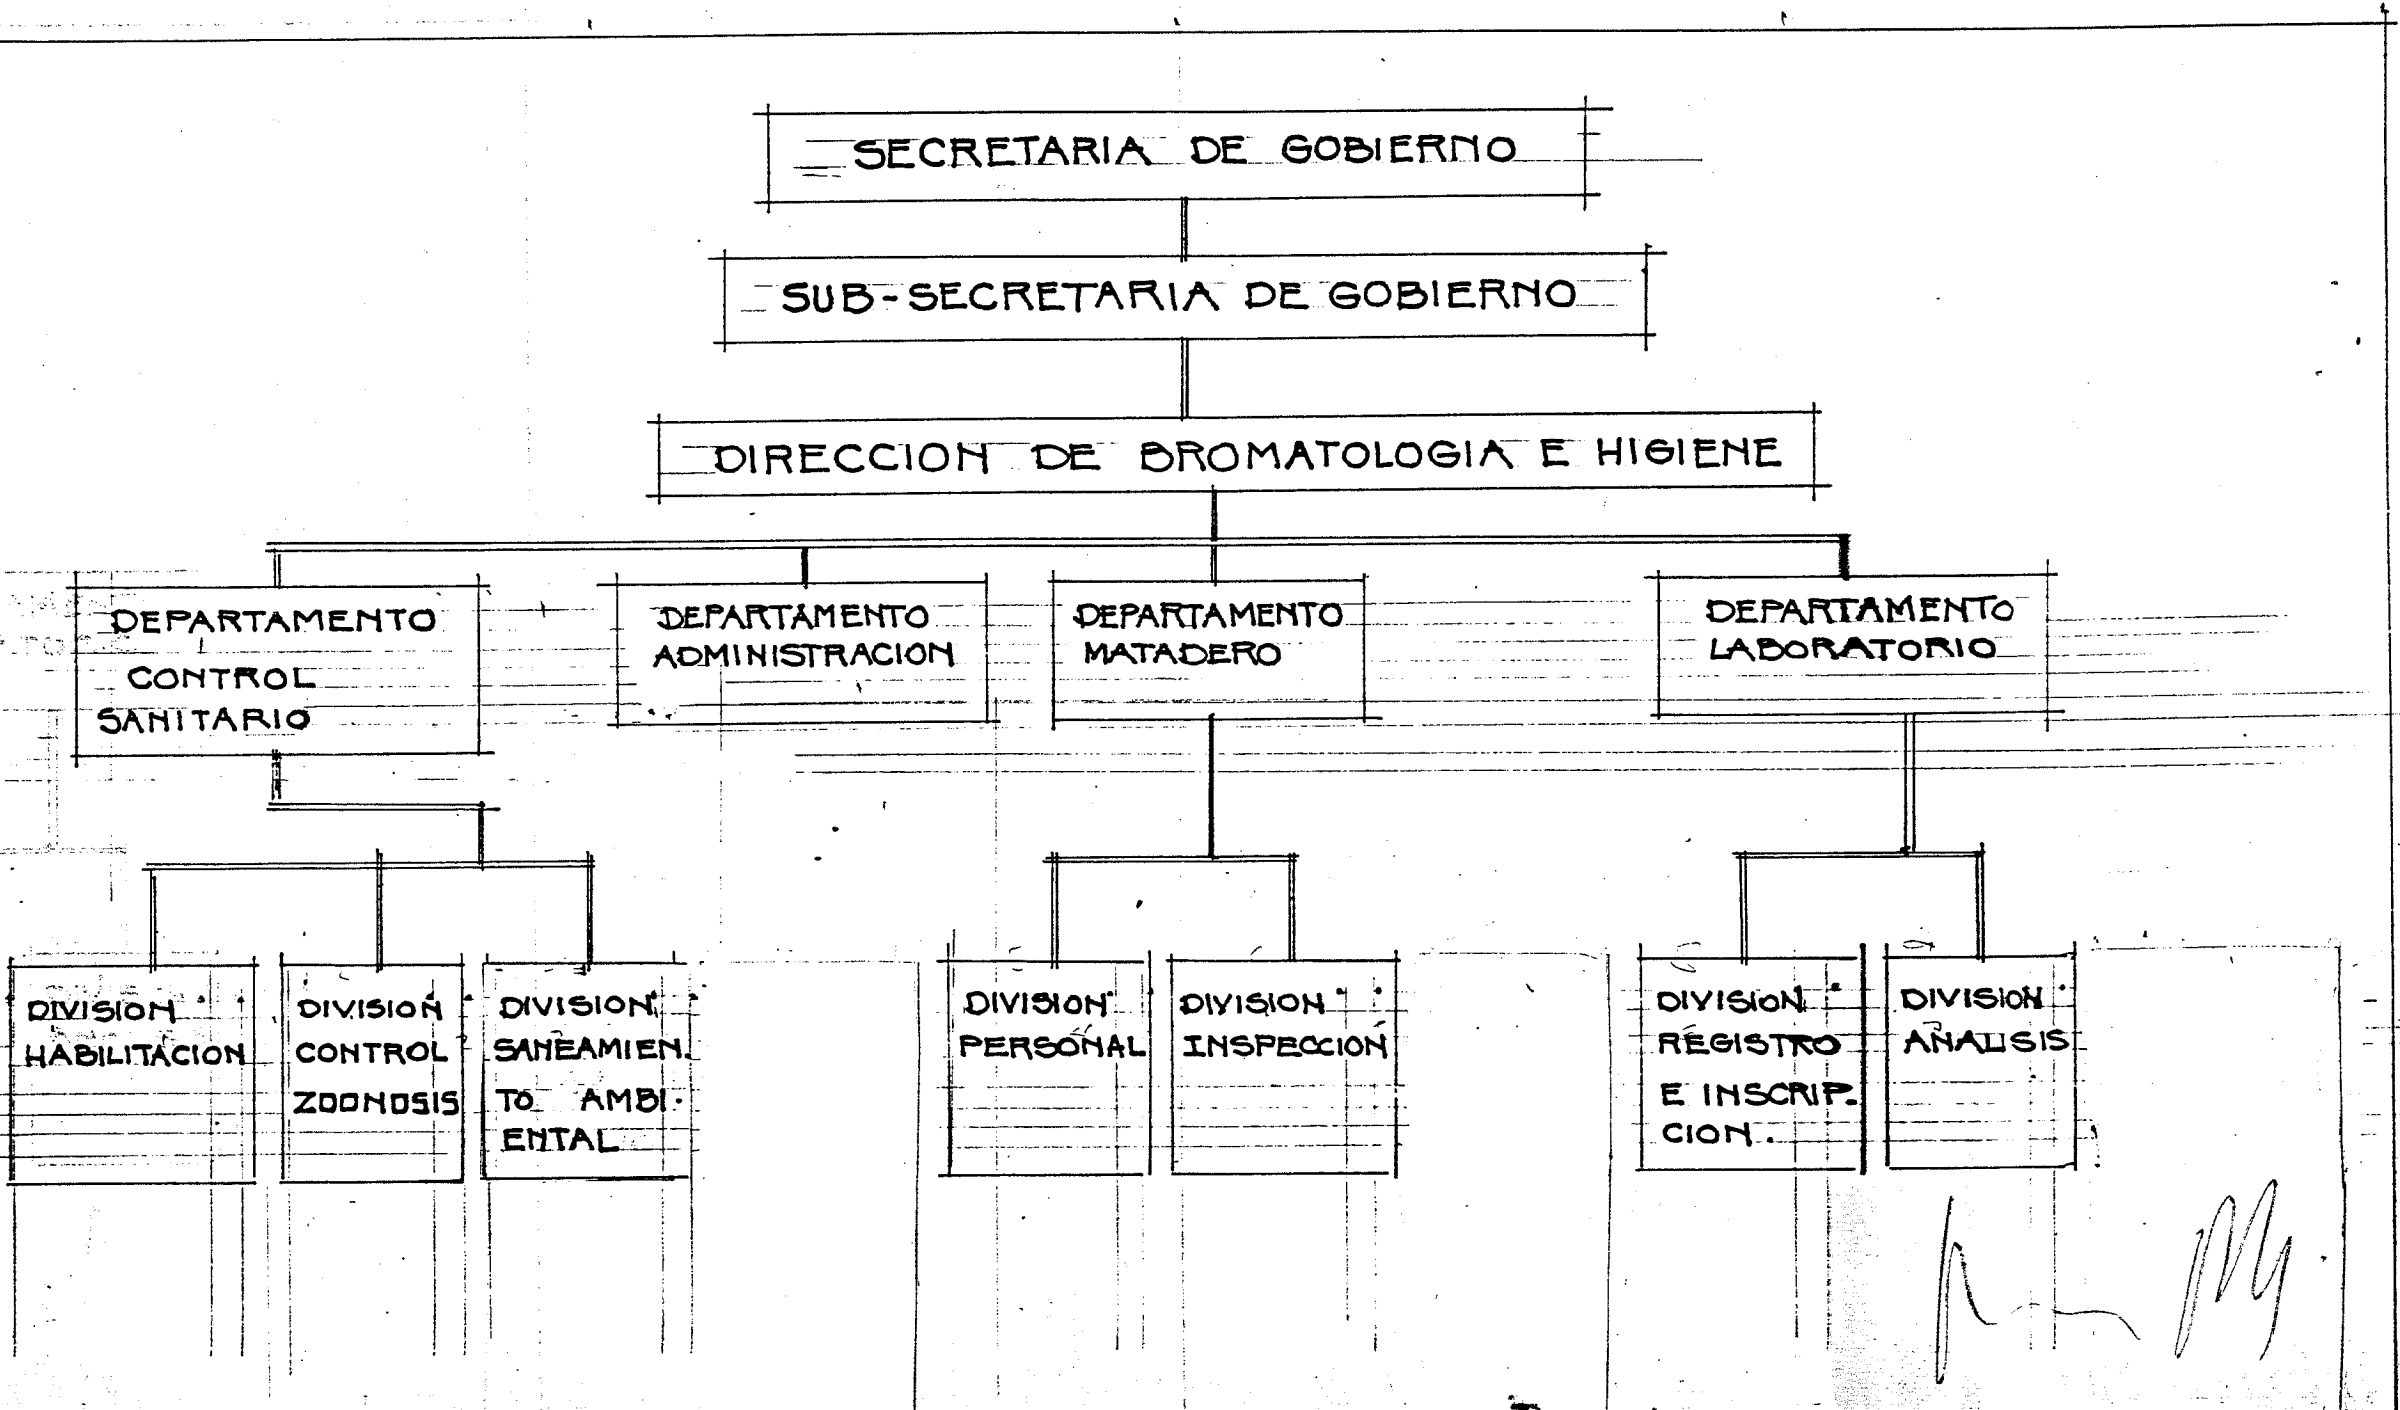 SECRETARIA DE GOBIERNO
SUB-SECRETARIA DE GOBIERNO
DIRECCION DE BROMATOLOGIA E HIGIENE
DEPARTAMENTO
CONTROL
SANITARIO
DEPARTAMENTO
ADMINISTRACION
DEPARTAMENTO
MATADERO
DEPARTAMENTO
LABORATORIO
DIVISION
HABILITACION
DIVISION
CONTROL
ZOONOSIS
DIVISION
SANEAMIEN.
TO AMBI.
ENTAL
DIVISION
PERSONAL
DIVISION
INSPECCION
DIVISION
REGISTRO
E INSCRIP-
CION.
DIVISION
ANALISIS